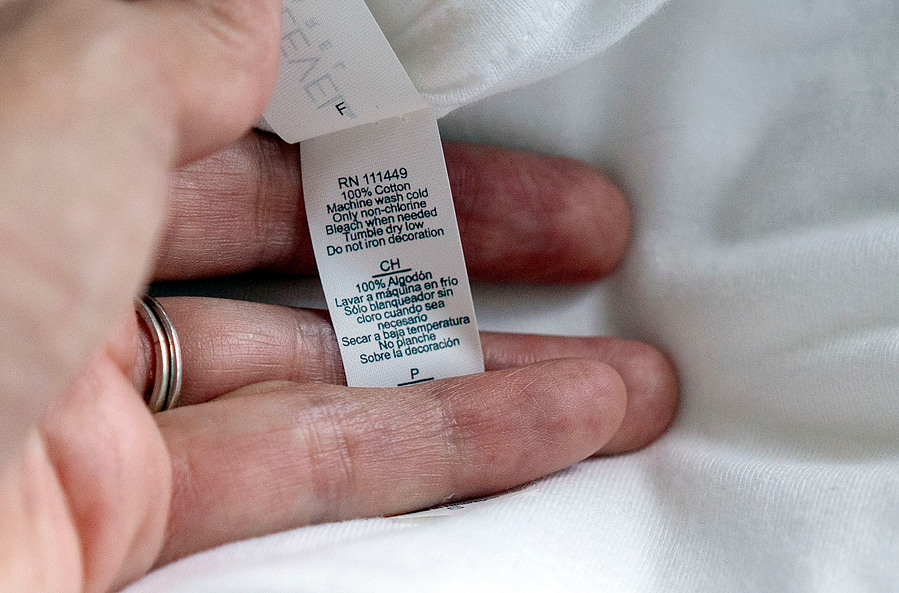 F
RN 111449
100% Cotton
Machine wash cold
Only non-chlorine
Bleach when needed
Tumble dry low
Do not iron decoration
CH
100% Algodón
Lavar a máquina en frío
Sólo blanqueador sin
cloro cuando sea
necesario
Secar a baja temperatura
No planche
Sobre la decoración
P